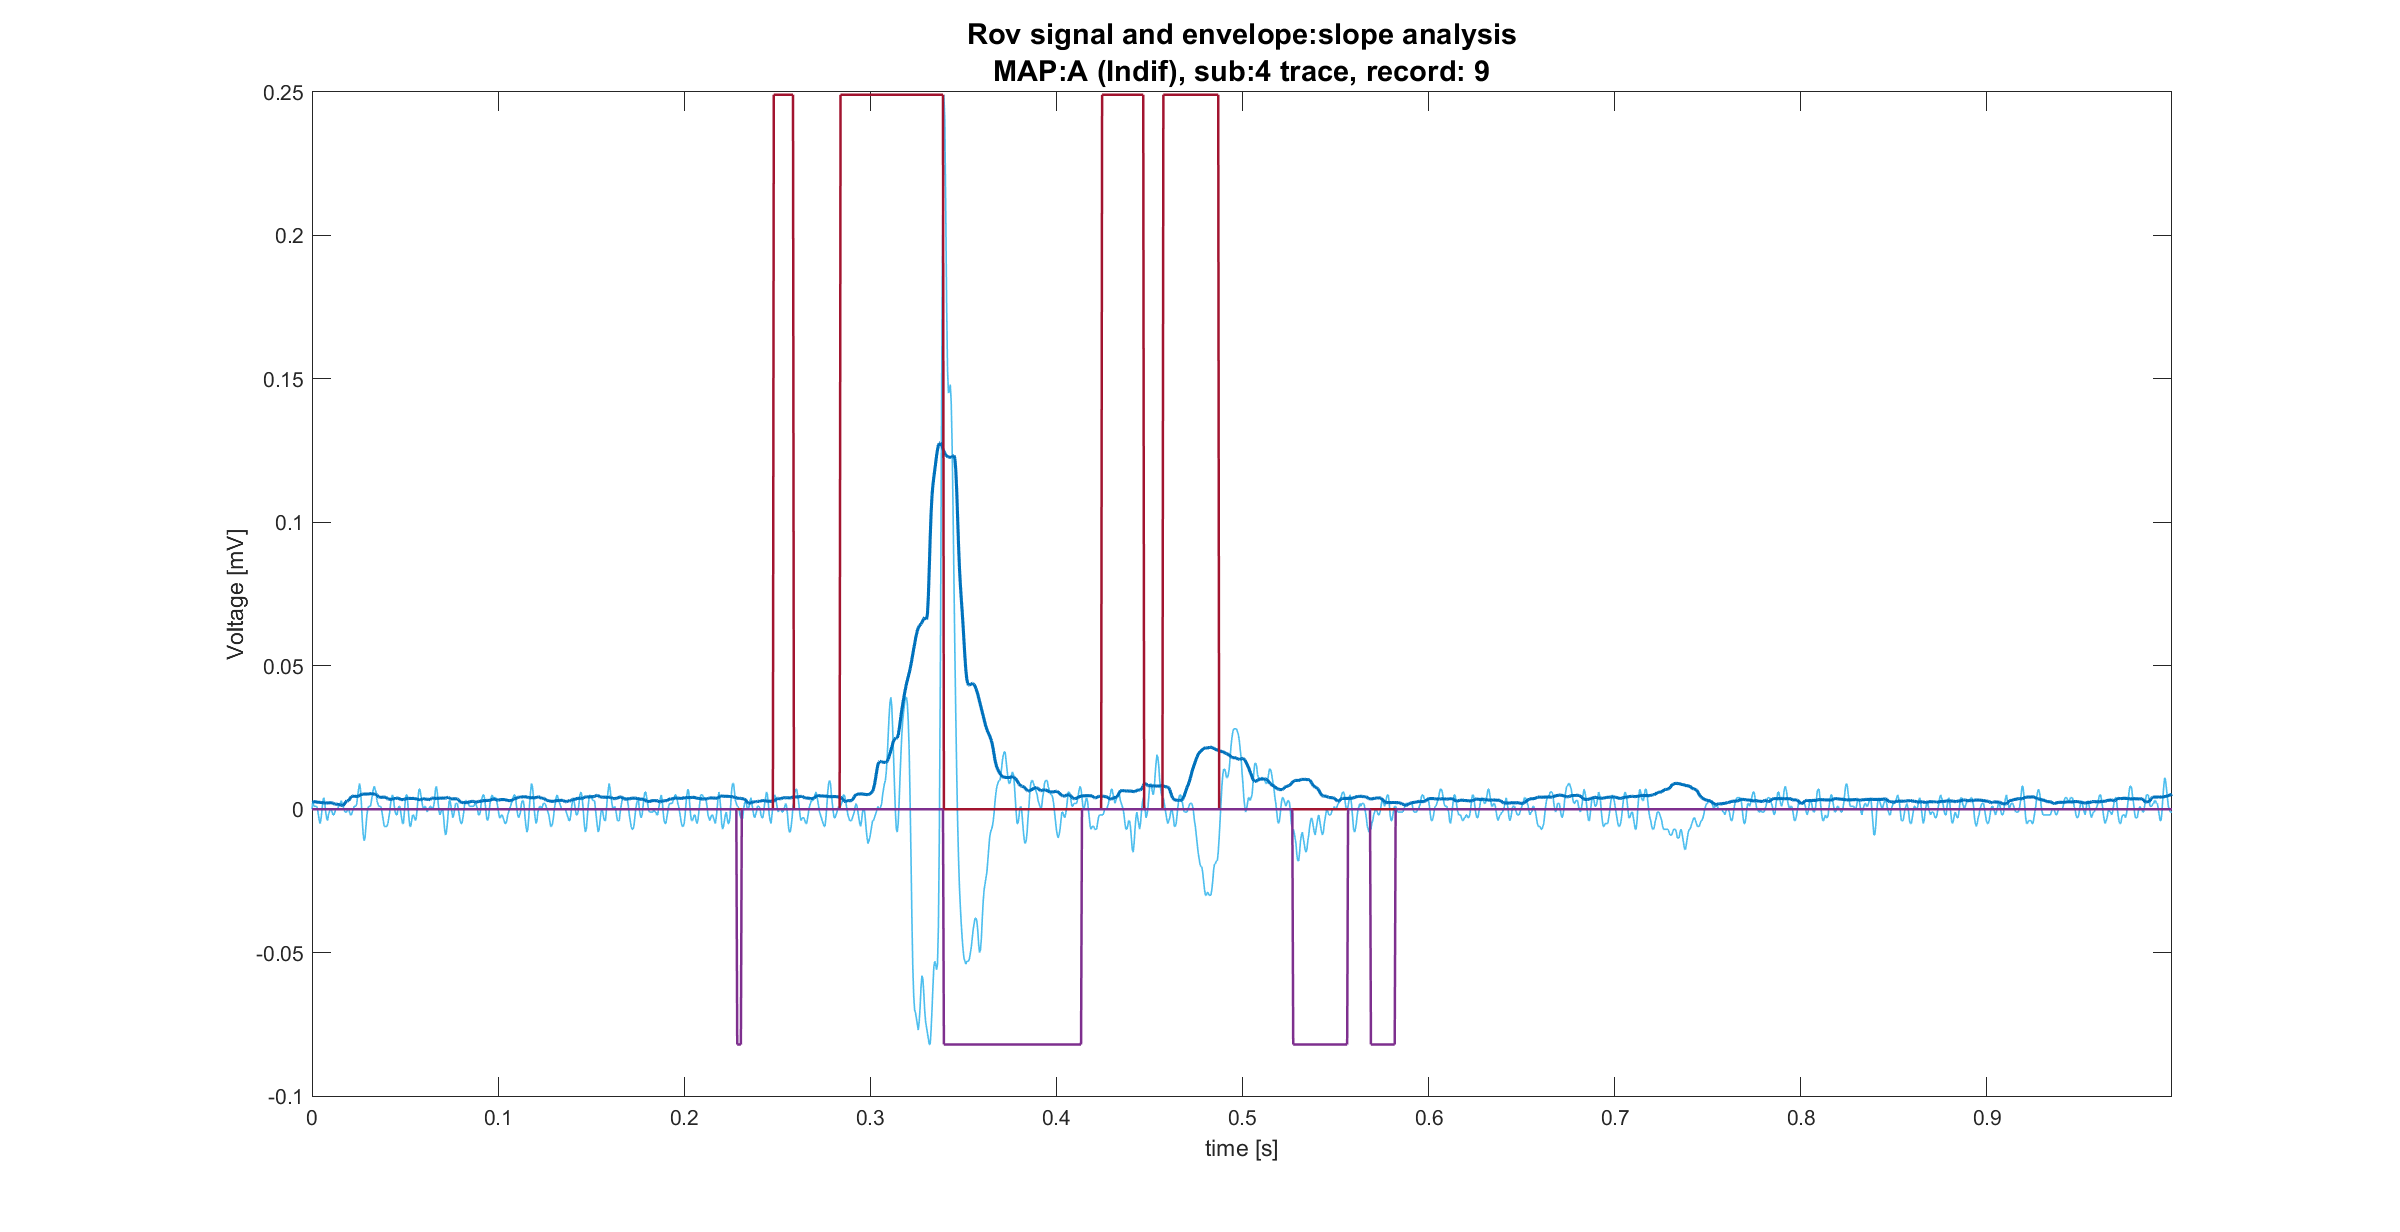 Rov signal and envelope:slope analysis
MAP:A (Indif), sub:4 trace, record: 9
0.25
0.2
0.15
0.1
0.05
0
-0.05
-0.1
Voltage [mV]
0 0.1 0.2 0.3 0.4 0.5 0.6 0.7 0.8 0.9
time [s]